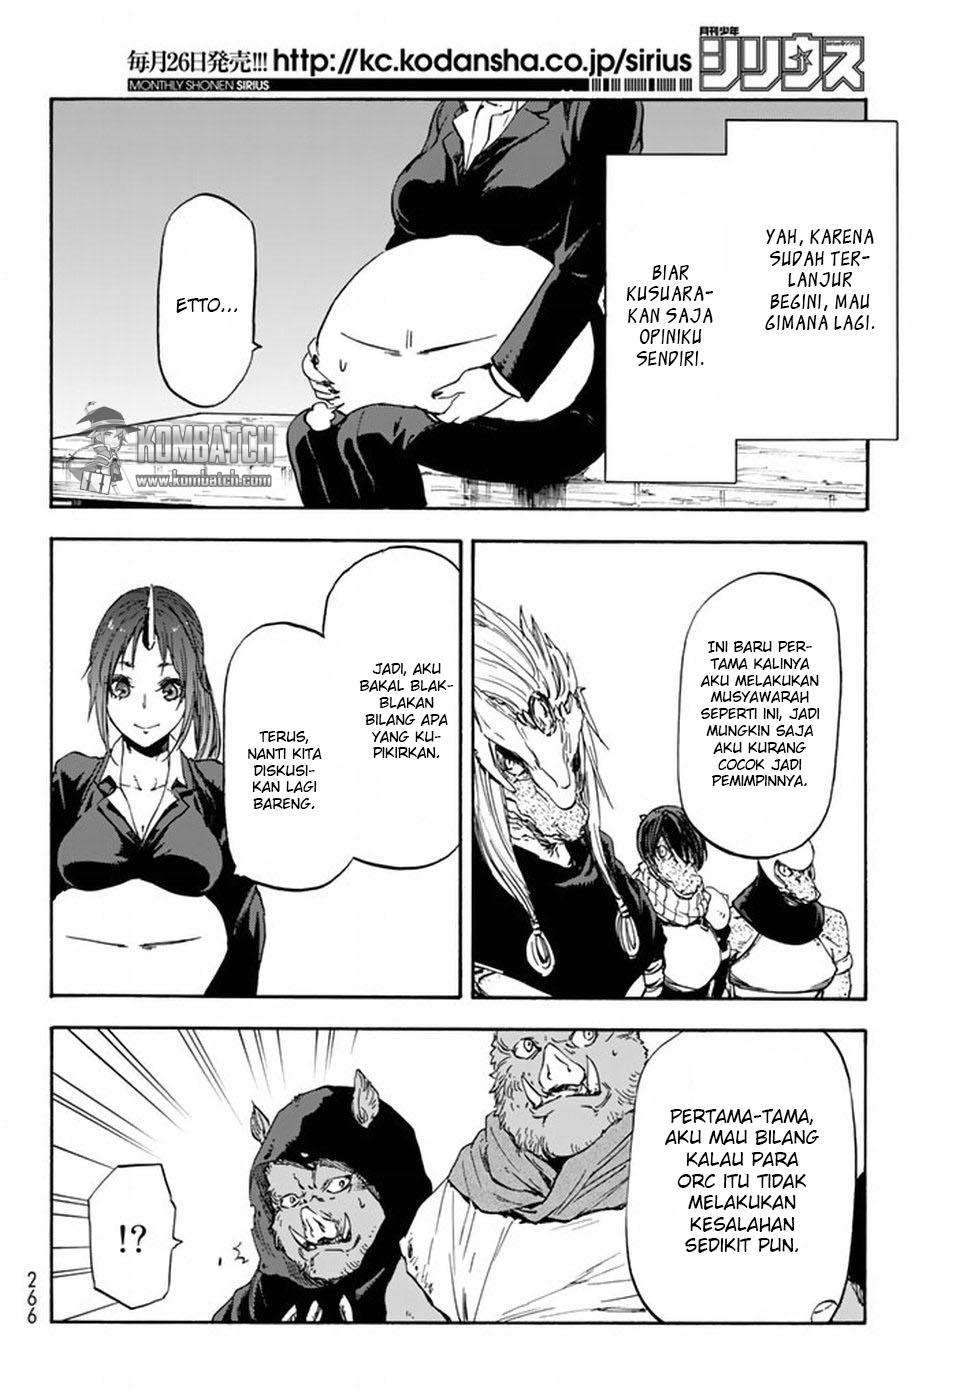 毎月26日発売!!! http://kc.kodansha.co.jp/sirius
MONTHLY SHONEN SIRIUS
月刊少年
シリウス
YAH, KARENA
SUDAH TER-
LANJUR
BEGINI, MAU
GIMANA LAGI.
BIAR
KUSUARA-
KAN SAJA
OPINIKU
SENDIRI.
ETTO...
KOMBATCH
www.kombatch.com
INI BARU PER-
TAMA KALINYA
AKU MELAKUKAN
MUSYAWARAH
SEPERTI INI, JADI
MUNGKIN SAJA
AKU KURANG
COCOK JADI
PEMIMPINNYA.
JADI, AKU
BAKAL BLAK-
BLAKAN
BILANG APA
YANG KU-
PIKIRKAN.
TERUS,
NANTI KITA
DISKUSI-
KAN LAGI
BARENG.
PERTAMA-TAMA,
AKU MAU BILANG
KALAU PARA
ORC ITU TIDAK
MELAKUKAN
KESALAHAN
SEDIKIT PUN.
!?
266